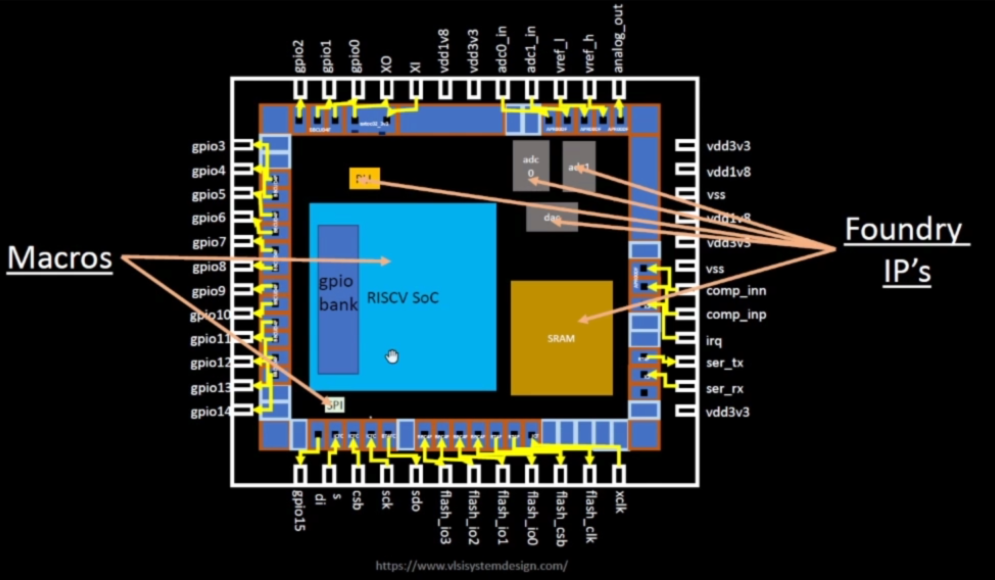 gpio2
gpio1
gpio0
XO
XI
vdd1v8
vdd3v3
adc0_in
adc1_in
vref_l
vref_h
analog_out
gpio3
gpio4
gpio5
gpio6
gpio7
gpio8
gpio9
gpio10
gpio11
gpio12
gpio13
gpio14
Macros
adc
0
dac
gpio
bank
RISCV SoC
SRAM
SPI
vdd3v3
vdd1v8
vss
vdd1v8
vdd3v3
vss
comp_inn
comp_inp
irq
ser_tx
ser_rx
vdd3v3
Foundry
IP's
gpio15
di
s
csb
sck
sdo
flash_io3
flash_io2
flash_io1
flash_io0
flash_csb
flash_clk
xclk
https://www.vlsisystemdesign.com/